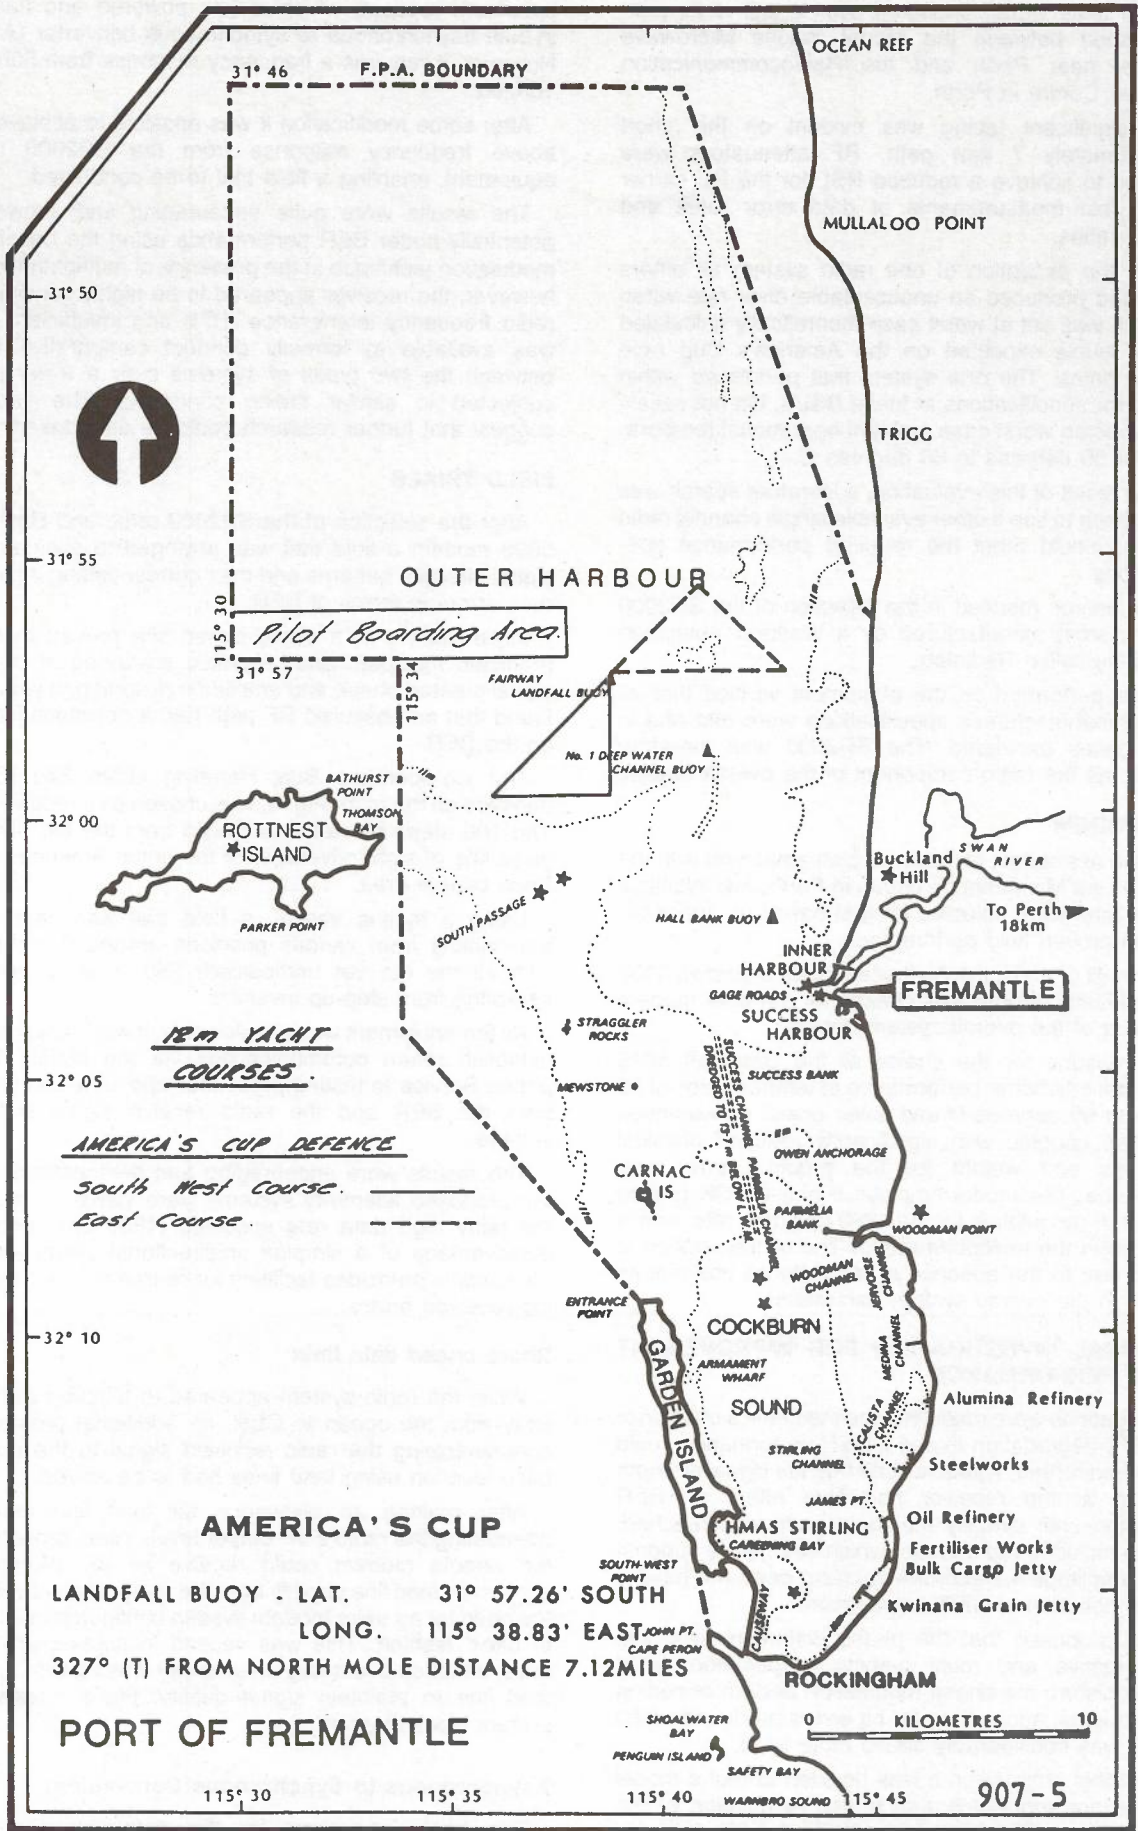 OCEAN REEF
31° 46
F.P.A. BOUNDARY
MULLALOO POINT
31° 50
TRIGG
31° 55
OUTER HARBOUR
115° 30
Pilot Boarding Area.
31° 57
115° 34
FAIRWAY
LANDFALL BUOY
No. 1 DEEP WATER
CHANNEL BUOY
BATHURST
POINT
THOMSON
BAY
32° 00
ROTTNEST
ISLAND
PARKER POINT
SOUTH PASSAGE
SWAN
RIVER
Buckland
Hill
To Perth
18km
HALL BANK BUOY
INNER
HARBOUR
GAGE ROADS
FREMANTLE
SUCCESS
HARBOUR
STRAGGLER
ROCKS
12m YACHT
COURSES
SUCCESS BANK
MEWSTONE
32° 05
SUCCESS CHANNEL PARMELIA CHANNEL
DREDGED TO 13·7m BELOW L.W.M.
AMERICA'S CUP DEFENCE
South West Course.
East Course.
OWEN ANCHORAGE
CARNAC
IS
PARMELIA
BANK
WOODMAN POINT
WOODMAN
CHANNEL
JERVOISE
CHANNEL
ENTRANCE
POINT
32° 10
COCKBURN
SOUND
MEDINA
CHANNEL
GARDEN ISLAND
ARMAMENT
WHARF
CALISTA
CHANNEL
Alumina Refinery
STIRLING
CHANNEL
Steelworks
JAMES PT.
Oil Refinery
HMAS STIRLING
CAREENING BAY
Fertiliser Works
Bulk Cargo Jetty
Kwinana Grain Jetty
SOUTH-WEST
POINT
CAUSEWAY
AMERICA'S CUP
LANDFALL BUOY - LAT. 31° 57.26' SOUTH
LONG. 115° 38.83' EAST
327° (T) FROM NORTH MOLE DISTANCE 7.12MILES
JOHN PT.
CAPE PERON
ROCKINGHAM
PORT OF FREMANTLE
SHOALWATER
BAY
PENGUIN ISLAND
SAFETY BAY
WARNBRO SOUND
0 KILOMETRES 10
907-5
115° 30
115° 35
115° 40
115° 45